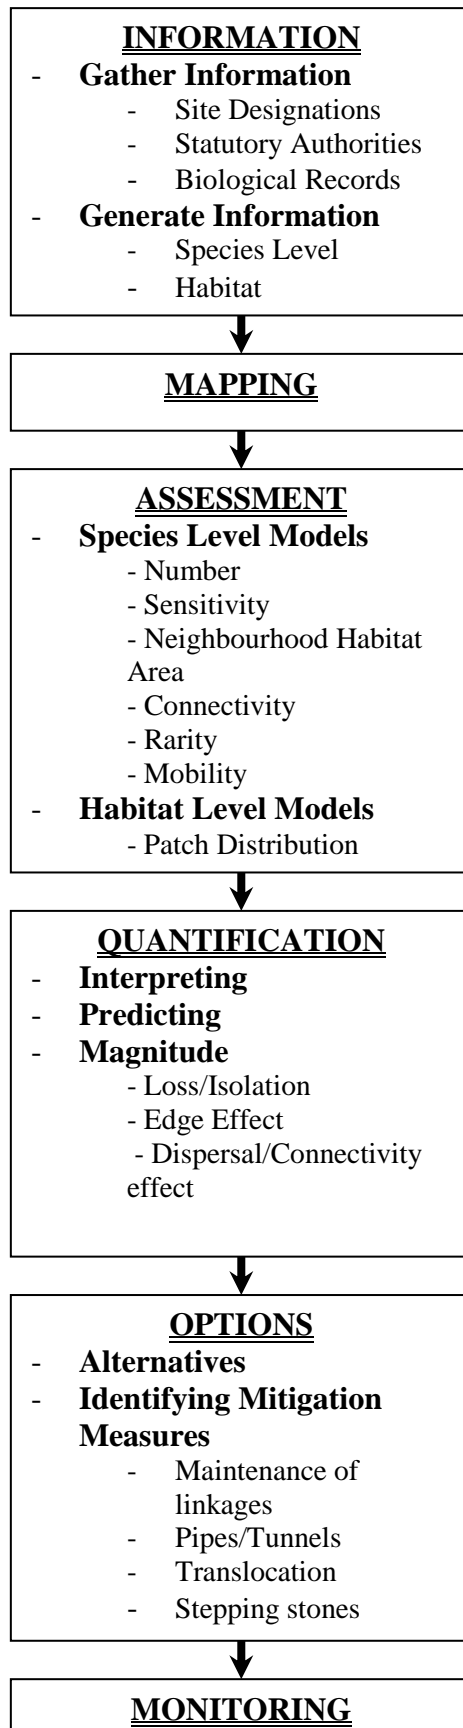 INFORMATION
- Gather Information
- Site Designations
- Statutory Authorities
- Biological Records
- Generate Information
- Species Level
- Habitat
MAPPING
ASSESSMENT
- Species Level Models
- Number
- Sensitivity
- Neighbourhood Habitat
Area
- Connectivity
- Rarity
- Mobility
- Habitat Level Models
- Patch Distribution
QUANTIFICATION
- Interpreting
- Predicting
- Magnitude
- Loss/Isolation
- Edge Effect
- Dispersal/Connectivity
effect
OPTIONS
- Alternatives
- Identifying Mitigation
Measures
- Maintenance of
linkages
- Pipes/Tunnels
- Translocation
- Stepping stones
MONITORING